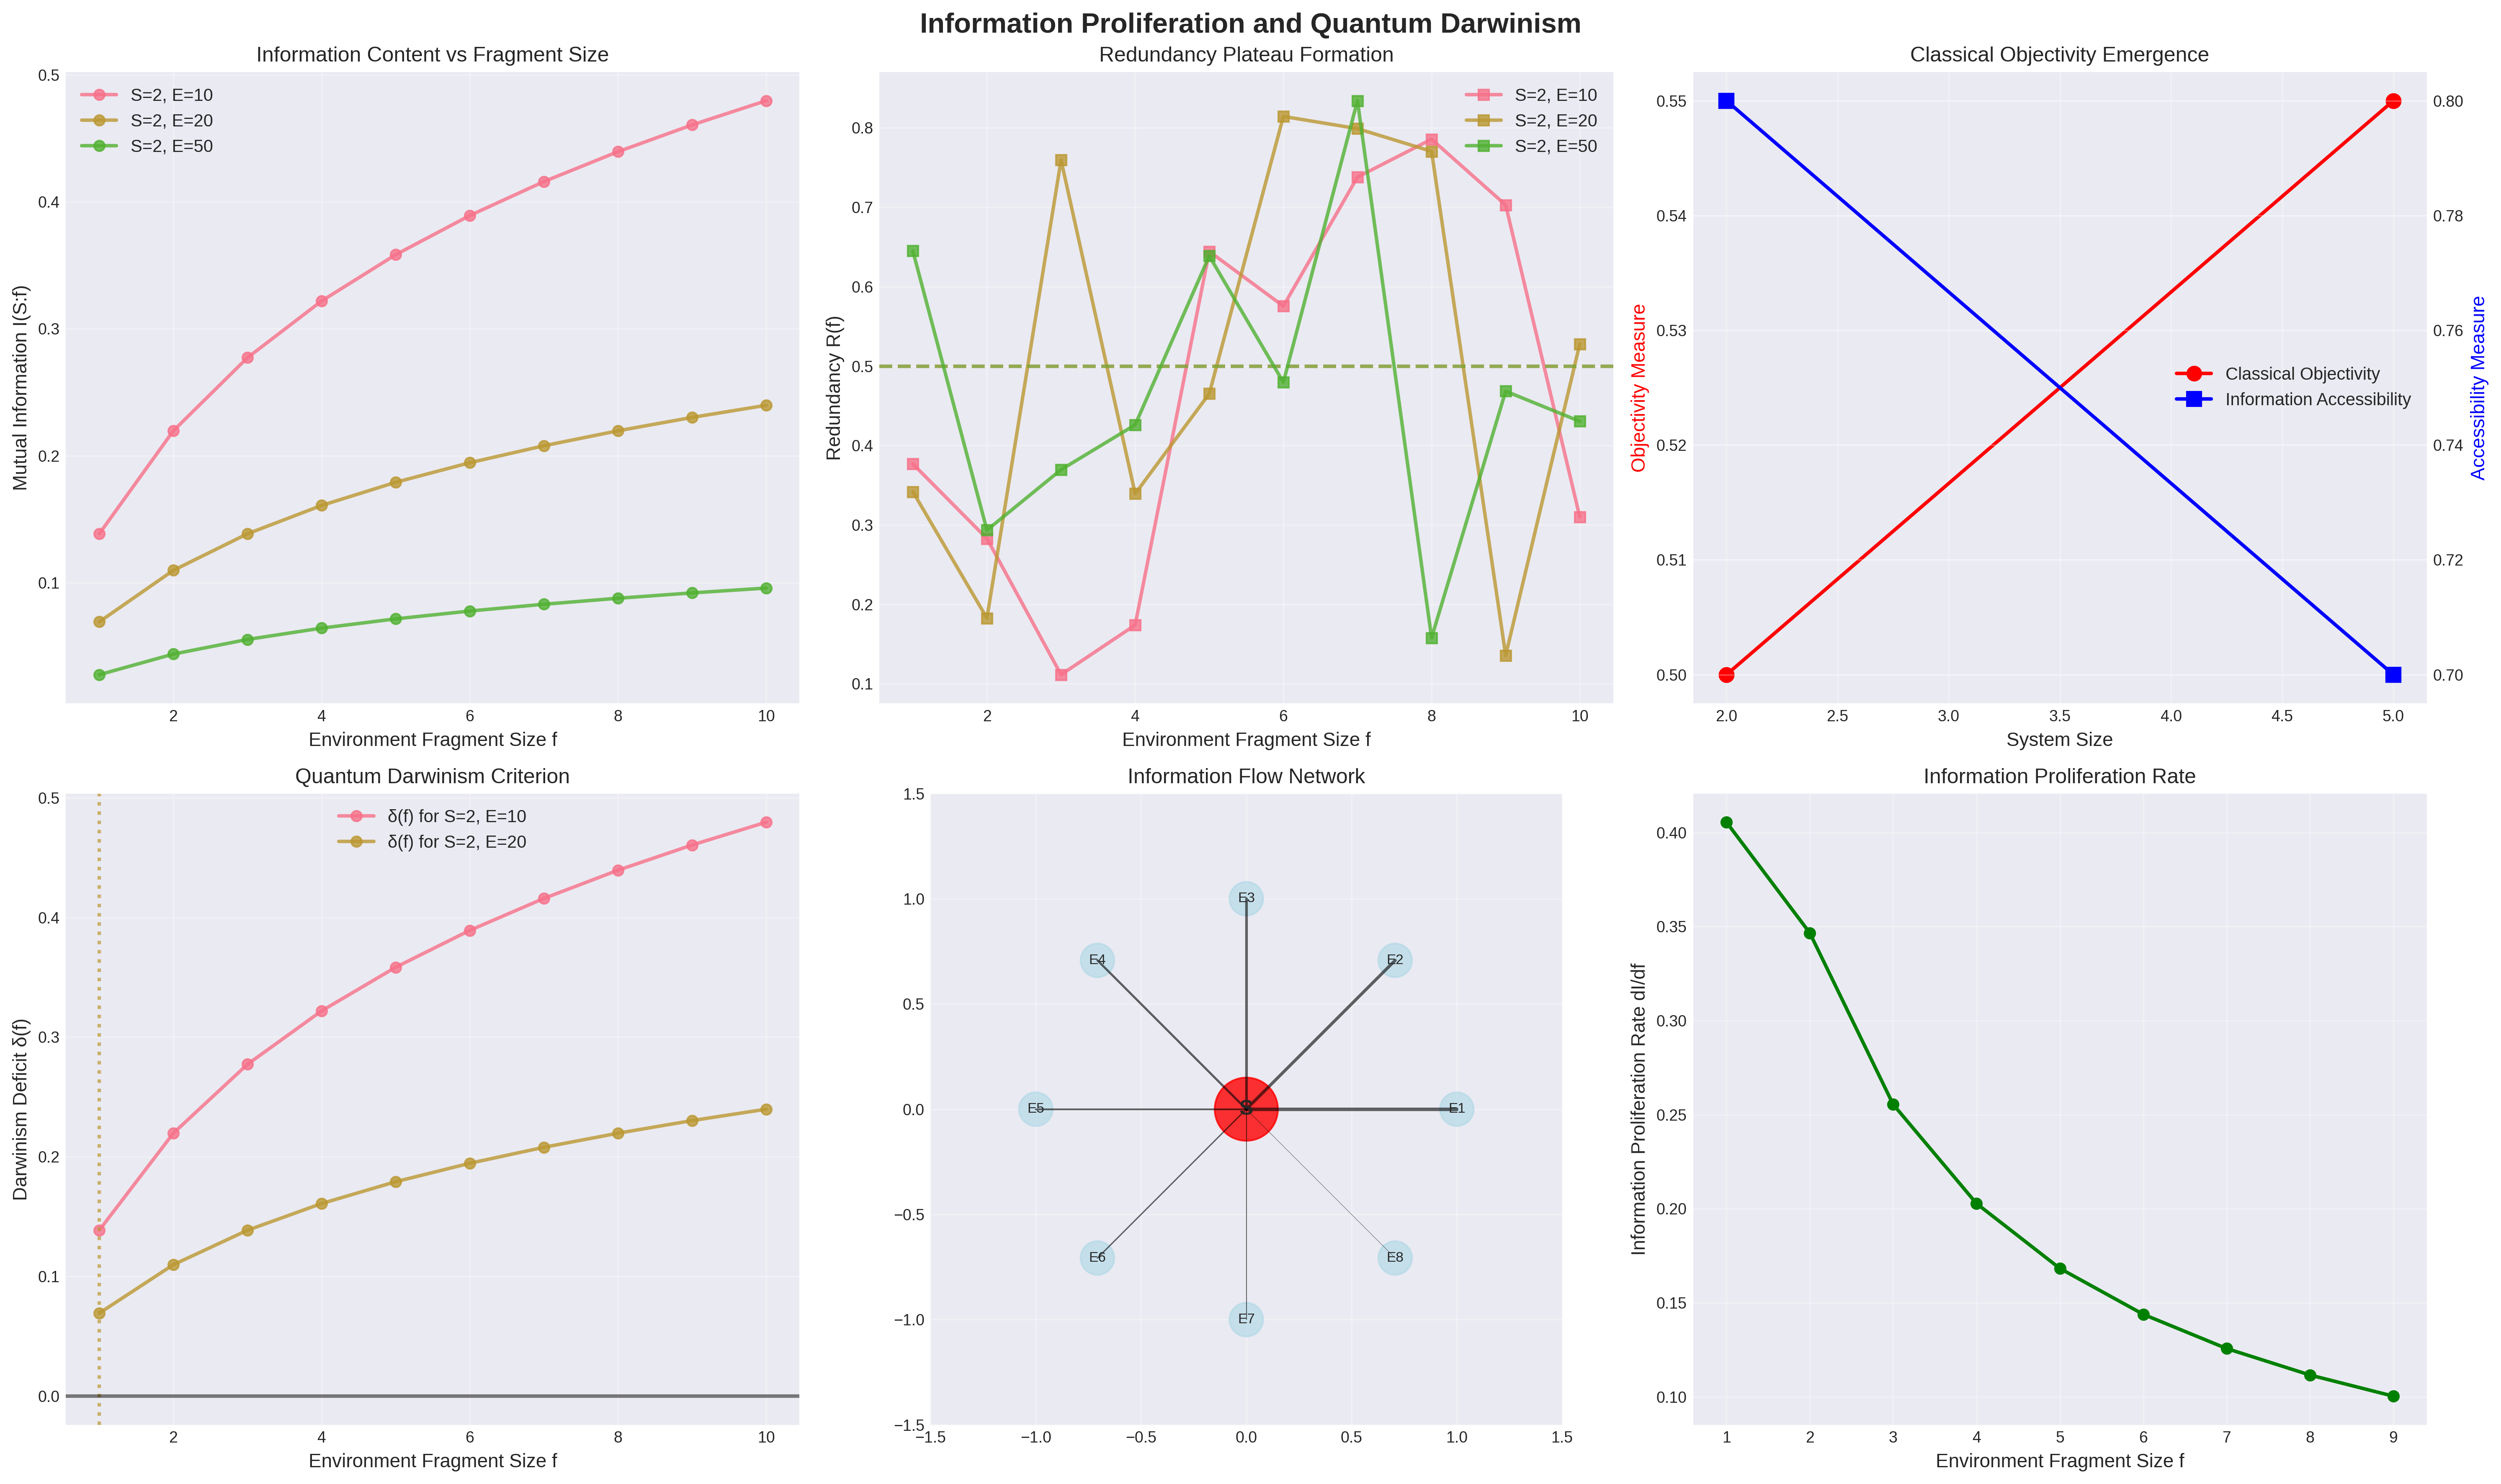 Information Proliferation and Quantum Darwinism
Information Content vs Fragment Size
S=2, E=10
S=2, E=20
S=2, E=50
0.5
0.4
0.3
0.2
0.1
Mutual Information I(S:f)
2 4 6 8 10
Environment Fragment Size f
Redundancy Plateau Formation
S=2, E=10
S=2, E=20
S=2, E=50
0.8
0.7
0.6
0.5
0.4
0.3
0.2
0.1
Redundancy R(f)
2 4 6 8 10
Environment Fragment Size f
Classical Objectivity Emergence
0.55
0.54
0.53
0.52
0.51
0.50
Objectivity Measure
Classical Objectivity
Information Accessibility
0.80
0.78
0.76
0.74
0.72
0.70
Accessibility Measure
2.0 2.5 3.0 3.5 4.0 4.5 5.0
System Size
Quantum Darwinism Criterion
δ(f) for S=2, E=10
δ(f) for S=2, E=20
0.5
0.4
0.3
0.2
0.1
0.0
Darwinism Deficit δ(f)
2 4 6 8 10
Environment Fragment Size f
Information Flow Network
1.5
1.0
0.5
0.0
−0.5
−1.0
−1.5
E3
E4 E2
E5 S E1
E6 E8
E7
−1.5 −1.0 −0.5 0.0 0.5 1.0 1.5
Information Proliferation Rate
0.40
0.35
0.30
0.25
0.20
0.15
0.10
Information Proliferation Rate dI/df
1 2 3 4 5 6 7 8 9
Environment Fragment Size f